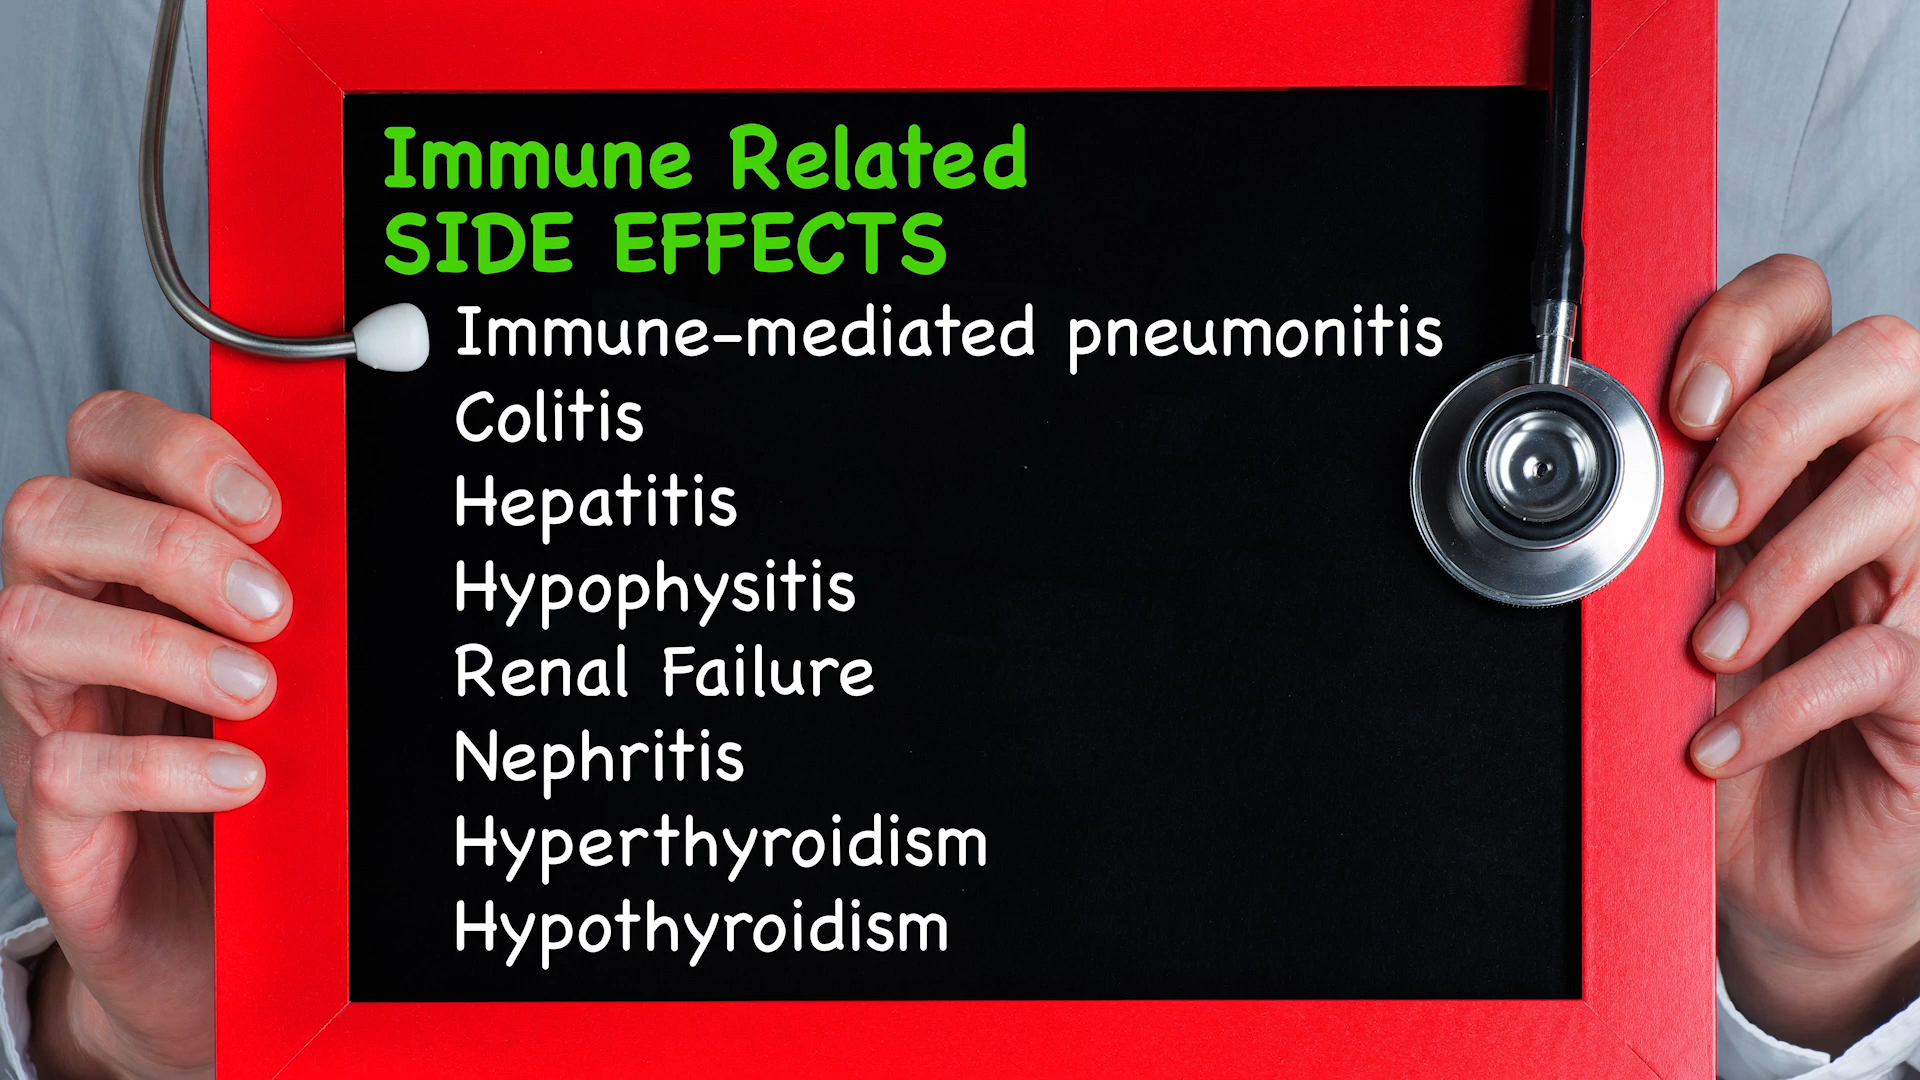 Immune Related
SIDE EFFECTS
Immune-mediated pneumonitis
Colitis
Hepatitis
Hypophysitis
Renal Failure
Nephritis
Hyperthyroidism
Hypothyroidism